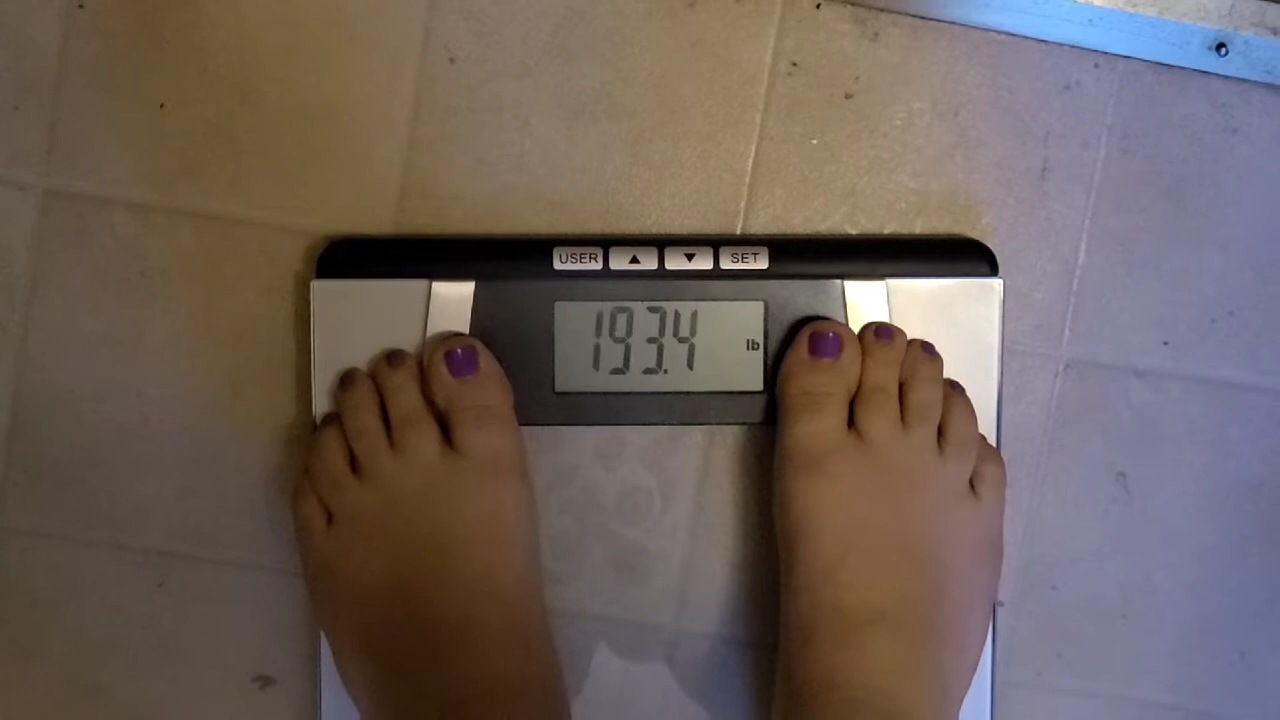 USER ▲ ▼ SET
193.4 lb